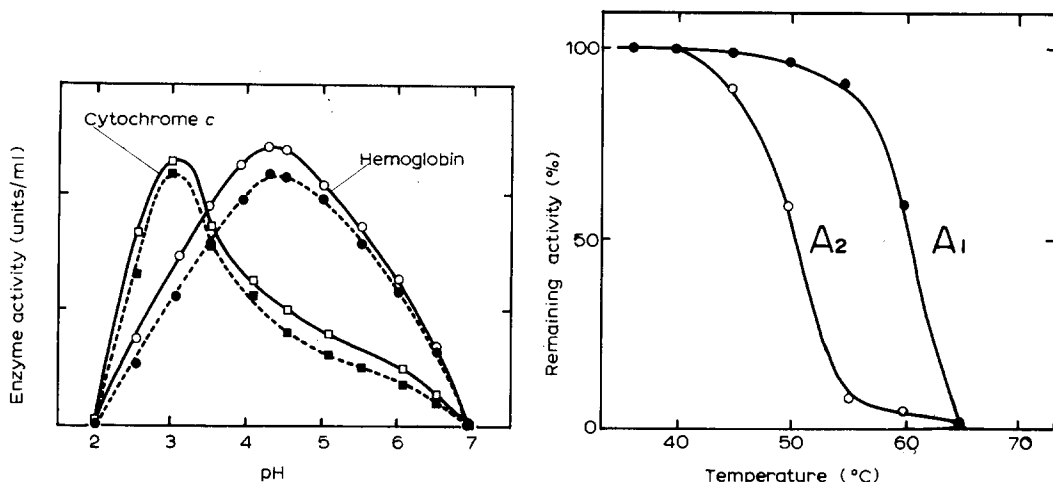 Enzyme activity (units/ml)
Cytochrome c
Hemoglobin
2 3 4 5 6 7
pH
Remaining activity (%)
100
50
0
A2
A1
40 50 60 70
Temperature (°C)